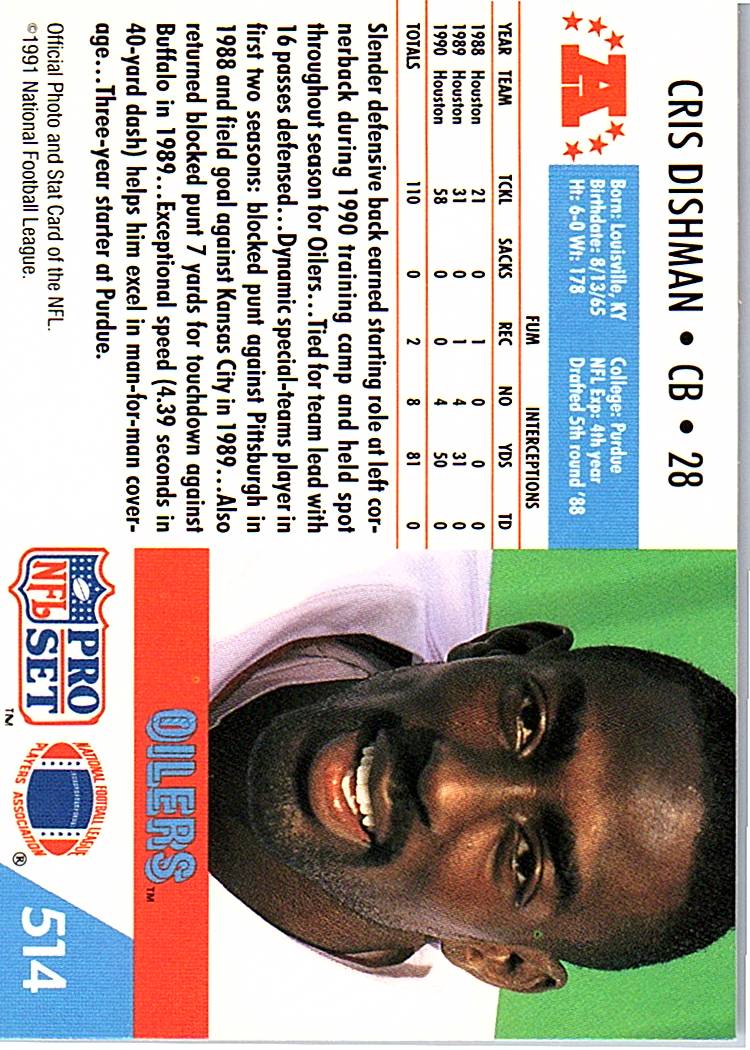 CRIS DISHMAN • CB • 28
A
Born: Louisville, KY College: Purdue
Birthdate: 8/13/65 NFL Exp: 4th year
Ht: 6-0 Wt: 178 Drafted 5th round '88
FUM INTERCEPTIONS
YEAR TEAM TCKL SACKS REC NO YDS TD
1988 Houston 21 0 1 0 0 0
1989 Houston 31 0 1 4 31 0
1990 Houston 58 0 0 4 50 0
TOTALS 110 0 2 8 81 0
Slender defensive back earned starting role at left cor-
nerback during 1990 training camp and held spot
throughout season for Oilers...Tied for team lead with
16 passes defensed...Dynamic special-teams player in
first two seasons: blocked punt against Pittsburgh in
1988 and field goal against Kansas City in 1989...Also
returned blocked punt 7 yards for touchdown against
Buffalo in 1989...Exceptional speed (4.39 seconds in
40-yard dash) helps him excel in man-for-man cover-
age...Three-year starter at Purdue.
Official Photo and Stat Card of the NFL.
©1991 National Football League.
OILERS™
NFL PRO SET™
NATIONAL FOOTBALL LEAGUE
PLAYERS ASSOCIATION ®
514